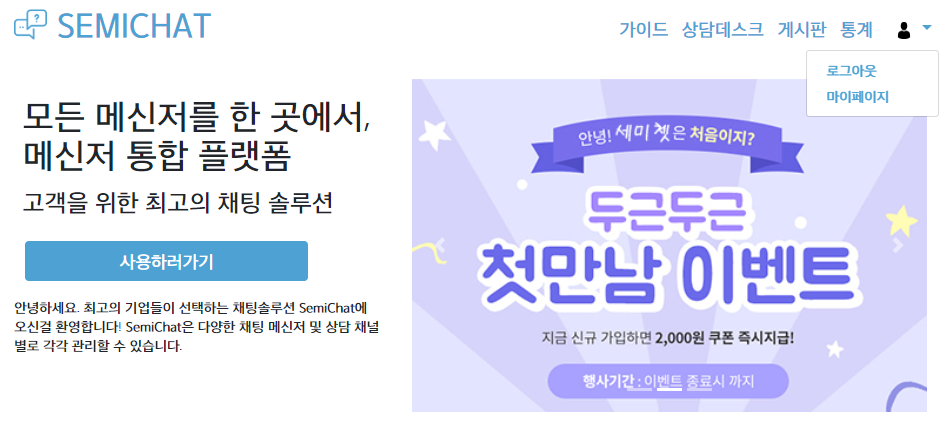 SEMICHAT
가이드 상담데스크 게시판 통계
로그아웃
마이페이지
모든 메신저를 한 곳에서,
메신저 통합 플랫폼
고객을 위한 최고의 채팅 솔루션
사용하러가기
안녕하세요. 최고의 기업들이 선택하는 채팅솔루션 SemiChat에
오신걸 환영합니다! SemiChat은 다양한 채팅 메신저 및 상담 채널
별로 각각 관리할 수 있습니다.
안녕! 세미 챗은 처음이지?
두근두근
첫만남 이벤트
지금 신규 가입하면 2,000원 쿠폰 즉시지급!
행사기간 : 이벤트 종료시 까지